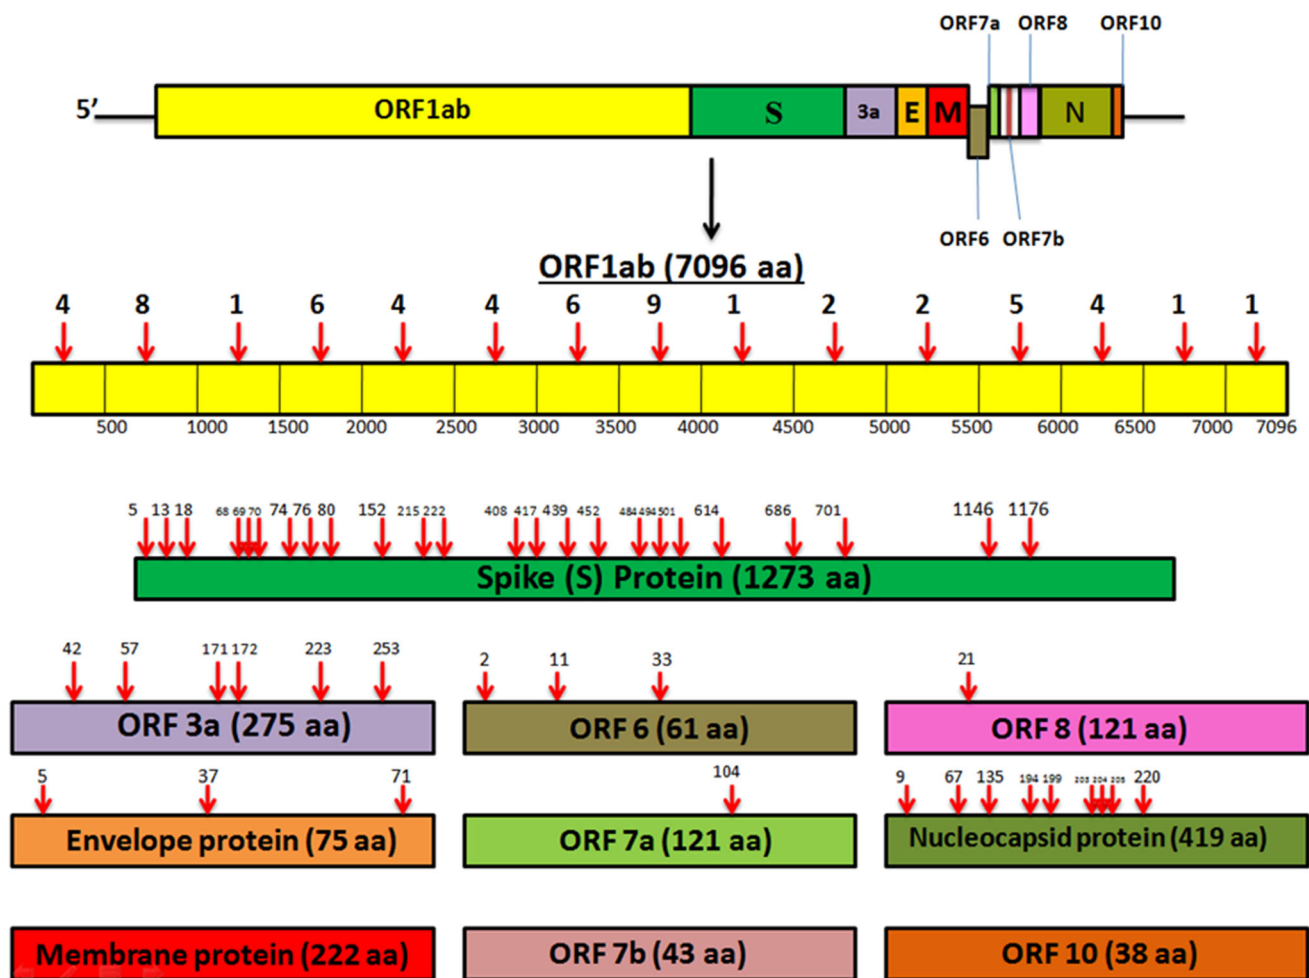 ORF7a ORF8 ORF10
5’ ORF1ab S 3a E M N
ORF6 ORF7b
ORF1ab (7096 aa)
4 8 1 6 4 4 6 9 1 2 2 5 4 1 1
500 1000 1500 2000 2500 3000 3500 4000 4500 5000 5500 6000 6500 7000 7096
5 13 18 68 69 70 74 76 80 152 215 222 408 417 439 452 484 494 501 614 686 701 1146 1176
Spike (S) Protein (1273 aa)
42 57 171 172 223 253 2 11 33 21
ORF 3a (275 aa) ORF 6 (61 aa) ORF 8 (121 aa)
5 37 71 104 9 67 135 194 199 203 204 205 220
Envelope protein (75 aa) ORF 7a (121 aa) Nucleocapsid protein (419 aa)
Membrane protein (222 aa) ORF 7b (43 aa) ORF 10 (38 aa)